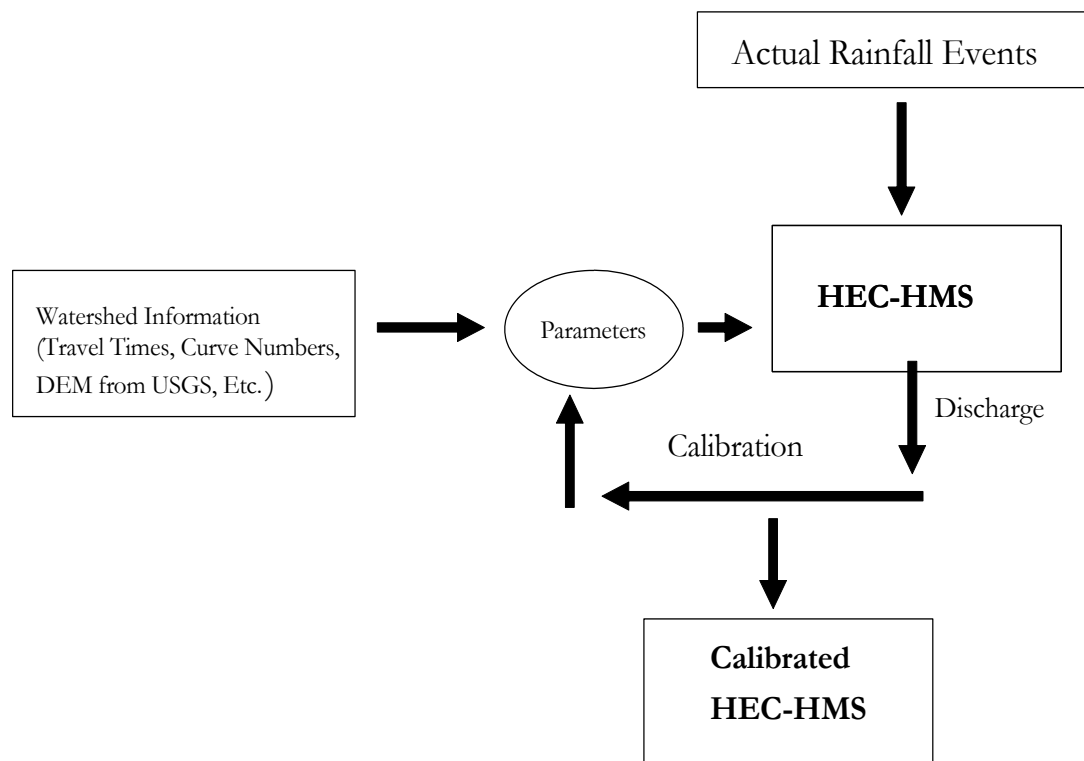 Actual Rainfall Events
HEC-HMS
Watershed Information
(Travel Times, Curve Numbers,
DEM from USGS, Etc.)
Parameters
Discharge
Calibration
Calibrated
HEC-HMS